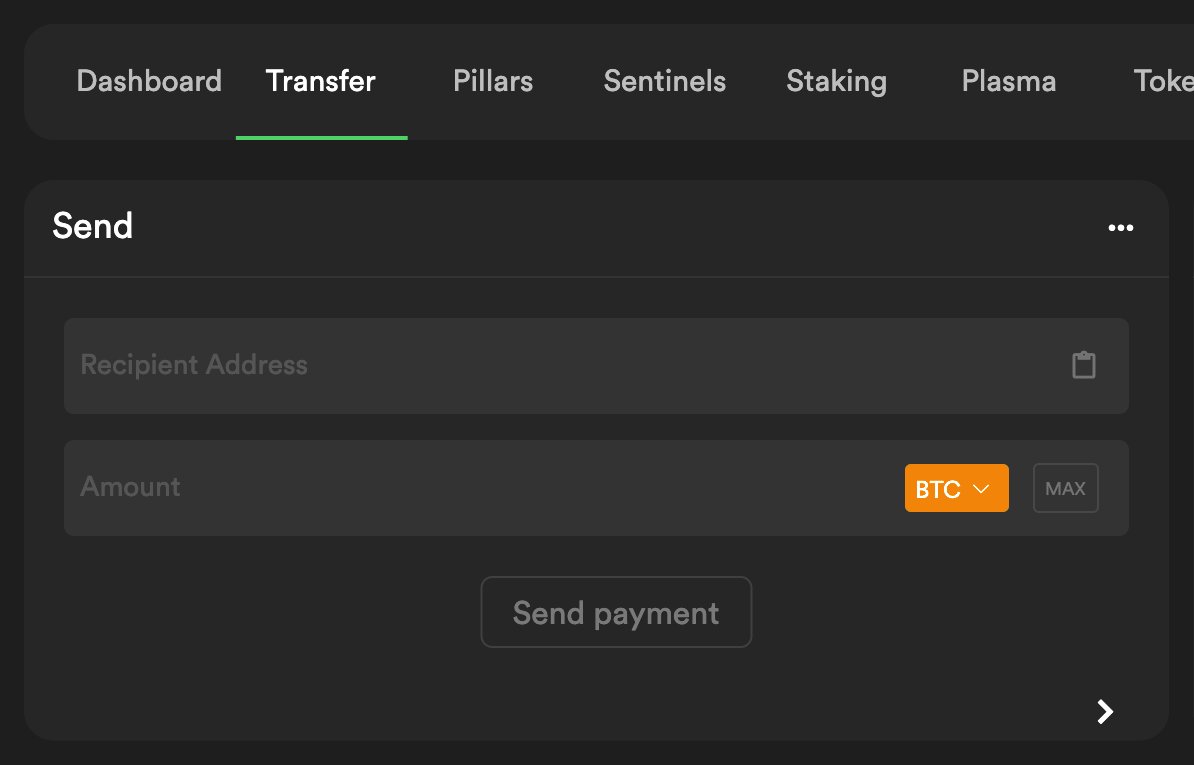 Dashboard Transfer Pillars Sentinels Staking Plasma Toke
Send
Recipient Address
Amount BTC MAX
Send payment